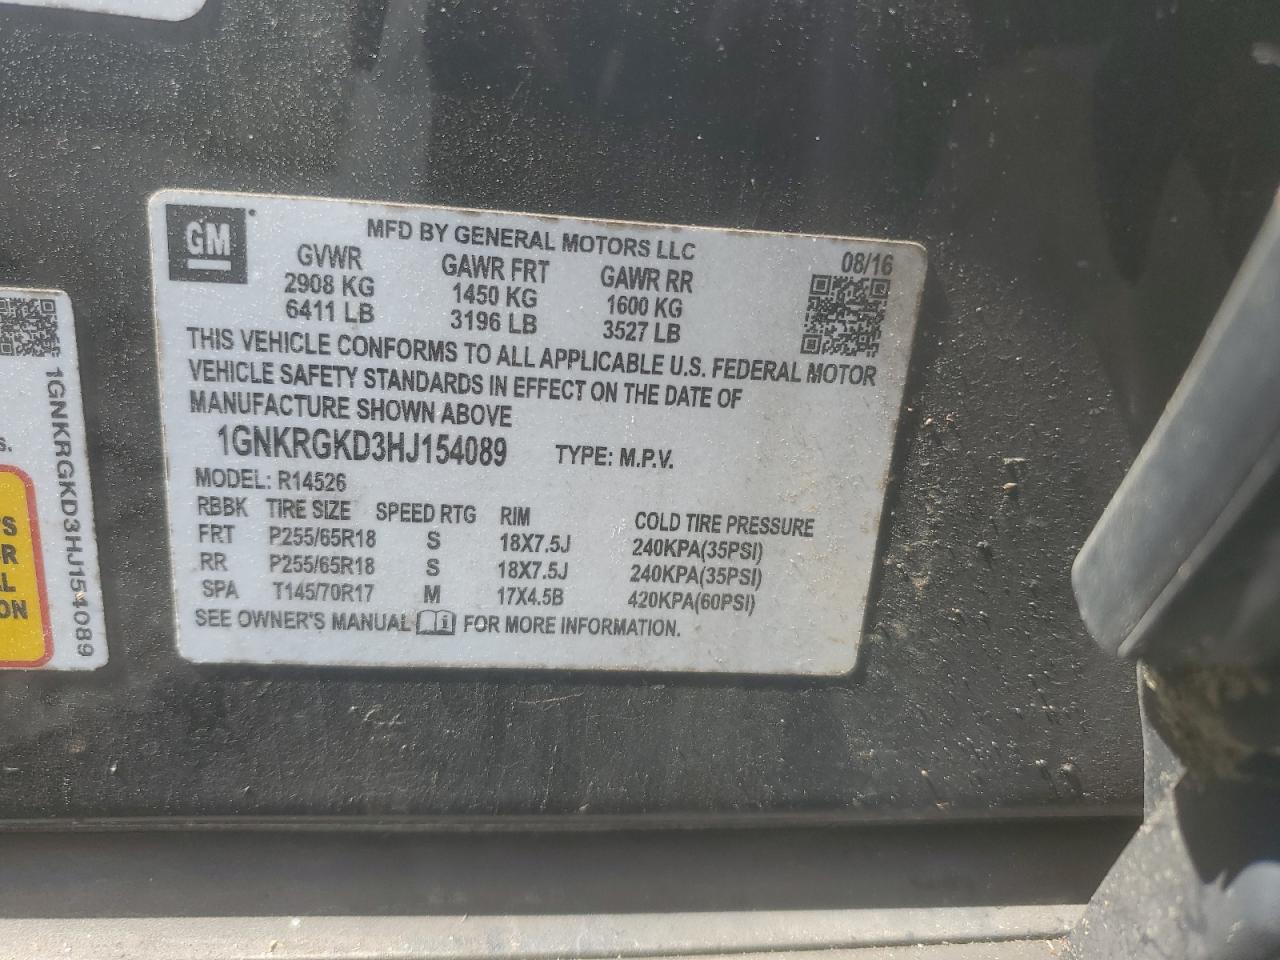 GM
MFD BY GENERAL MOTORS LLC
08/16
GVWR GAWR FRT GAWR RR
2908 KG 1450 KG 1600 KG
6411 LB 3196 LB 3527 LB
THIS VEHICLE CONFORMS TO ALL APPLICABLE U.S. FEDERAL MOTOR
VEHICLE SAFETY STANDARDS IN EFFECT ON THE DATE OF
MANUFACTURE SHOWN ABOVE
1GNKRGKD3HJ154089 TYPE: M.P.V.
MODEL: R14526
RBBK TIRE SIZE SPEED RTG RIM COLD TIRE PRESSURE
FRT P255/65R18 S 18X7.5J 240KPA(35PSI)
RR P255/65R18 S 18X7.5J 240KPA(35PSI)
SPA T145/70R17 M 17X4.5B 420KPA(60PSI)
SEE OWNER'S MANUAL FOR MORE INFORMATION.
1GNKRGKD3HJ154089